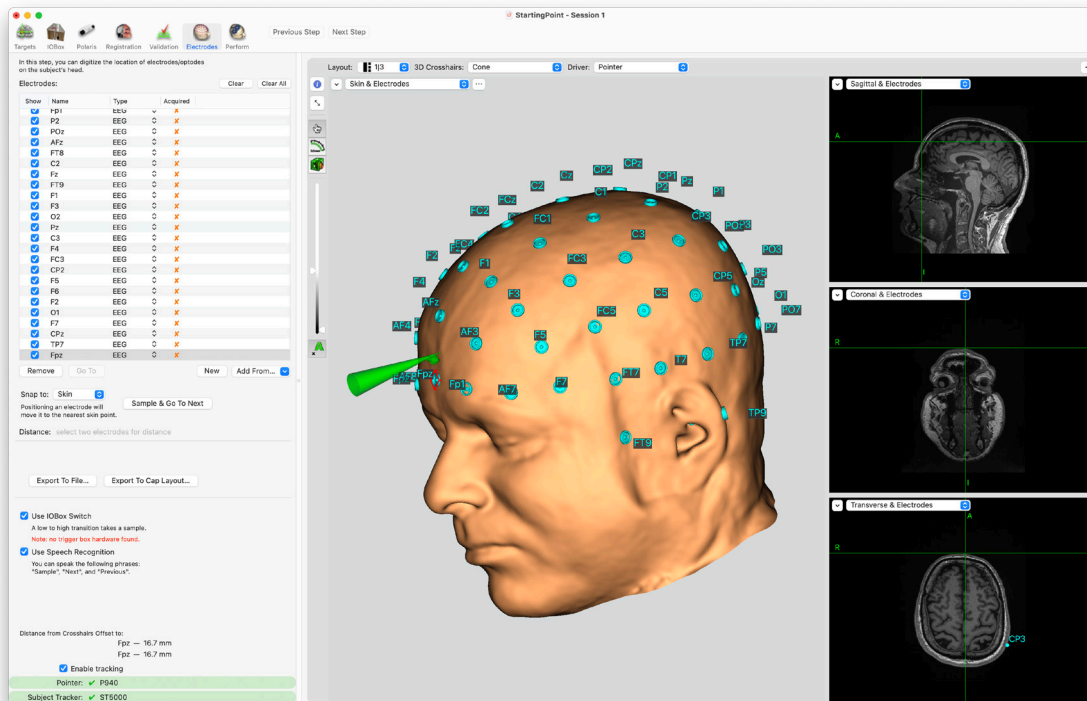 StartingPoint - Session 1
Targets IOBox Polaris Registration Validation Electrodes Perform Previous Step Next Step
In this step, you can digitize the location of electrodes/optodes
on the subject's head.
Electrodes: Clear Clear All
Show Name Type Acquired
Fp1 EEG
P2 EEG
POz EEG
AFz EEG
FT8 EEG
C2 EEG
Fz EEG
FT9 EEG
F1 EEG
F3 EEG
O2 EEG
Pz EEG
C3 EEG
F4 EEG
FC3 EEG
CP2 EEG
F5 EEG
F6 EEG
F2 EEG
O1 EEG
F7 EEG
CPz EEG
TP7 EEG
Fpz EEG
Remove Go To New Add From...
Snap to: Skin
Positioning an electrode will
move it to the nearest skin point.
Sample & Go To Next
Distance: select two electrodes for distance
Export To File... Export To Cap Layout...
Use IOBox Switch
A low to high transition takes a sample.
Note: no trigger box hardware found.
Use Speech Recognition
You can speak the following phrases:
"Sample", "Next", and "Previous".
Distance from Crosshairs Offset to:
Fpz — 16.7 mm
Fpz — 16.7 mm
Enable tracking
Pointer: P940
Subject Tracker: ST5000
Layout: 1|3 3D Crosshairs: Cone Driver: Pointer
Skin & Electrodes
CPz
CP2
Cz CP1
Pz
C2 C1 P2 P1
FCz
FC2 FC1 CP3
PO3
C3
FC4
F2 F1 FC3 PO3
F4 CP5 P5
Oz
AFz F3 C5 O1
FC5 PO7
AF4 AF3 F5 P7
TP7
T7
Fpz Fp1 AF7 F7 FT7
TP9
FT9
Sagittal & Electrodes
A
I
Coronal & Electrodes
R
I
Transverse & Electrodes
A
R
CP3